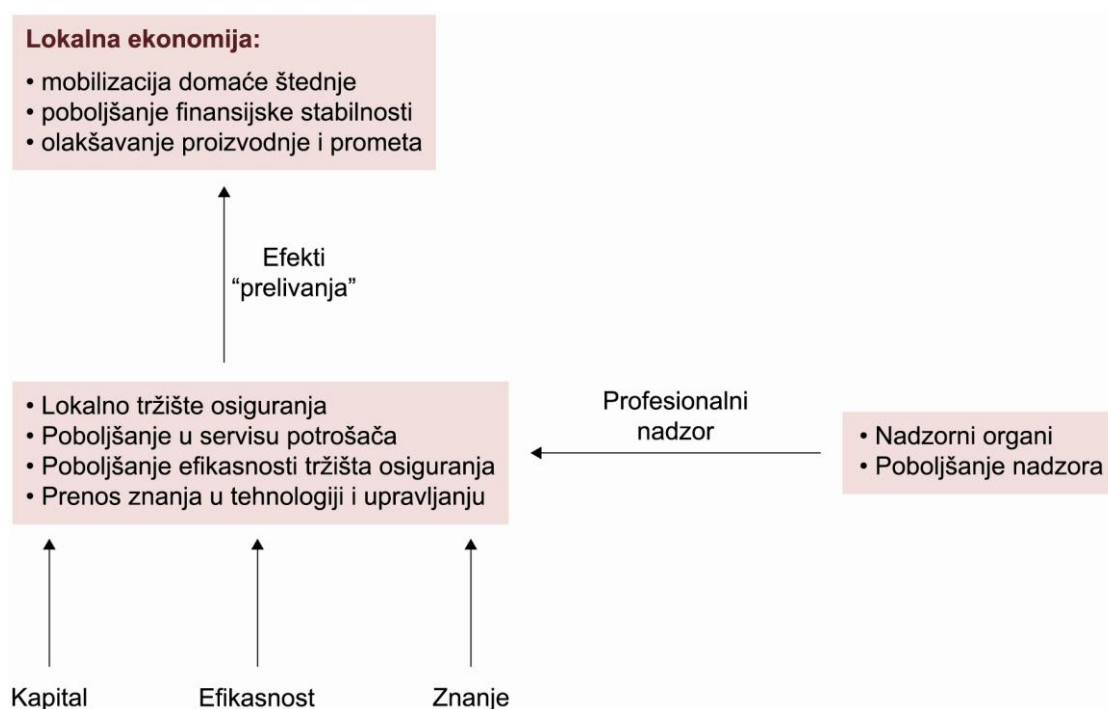 Lokalna ekonomija:
• mobilizacija domaće štednje
• poboljšanje finansijske stabilnosti
• olakšavanje proizvodnje i prometa
Efekti
“prelivanja”
• Lokalno tržište osiguranja
• Poboljšanje u servisu potrošača
• Poboljšanje efikasnosti tržišta osiguranja
• Prenos znanja u tehnologiji i upravljanju
Profesionalni
nadzor
• Nadzorni organi
• Poboljšanje nadzora
Kapital
Efikasnost
Znanje